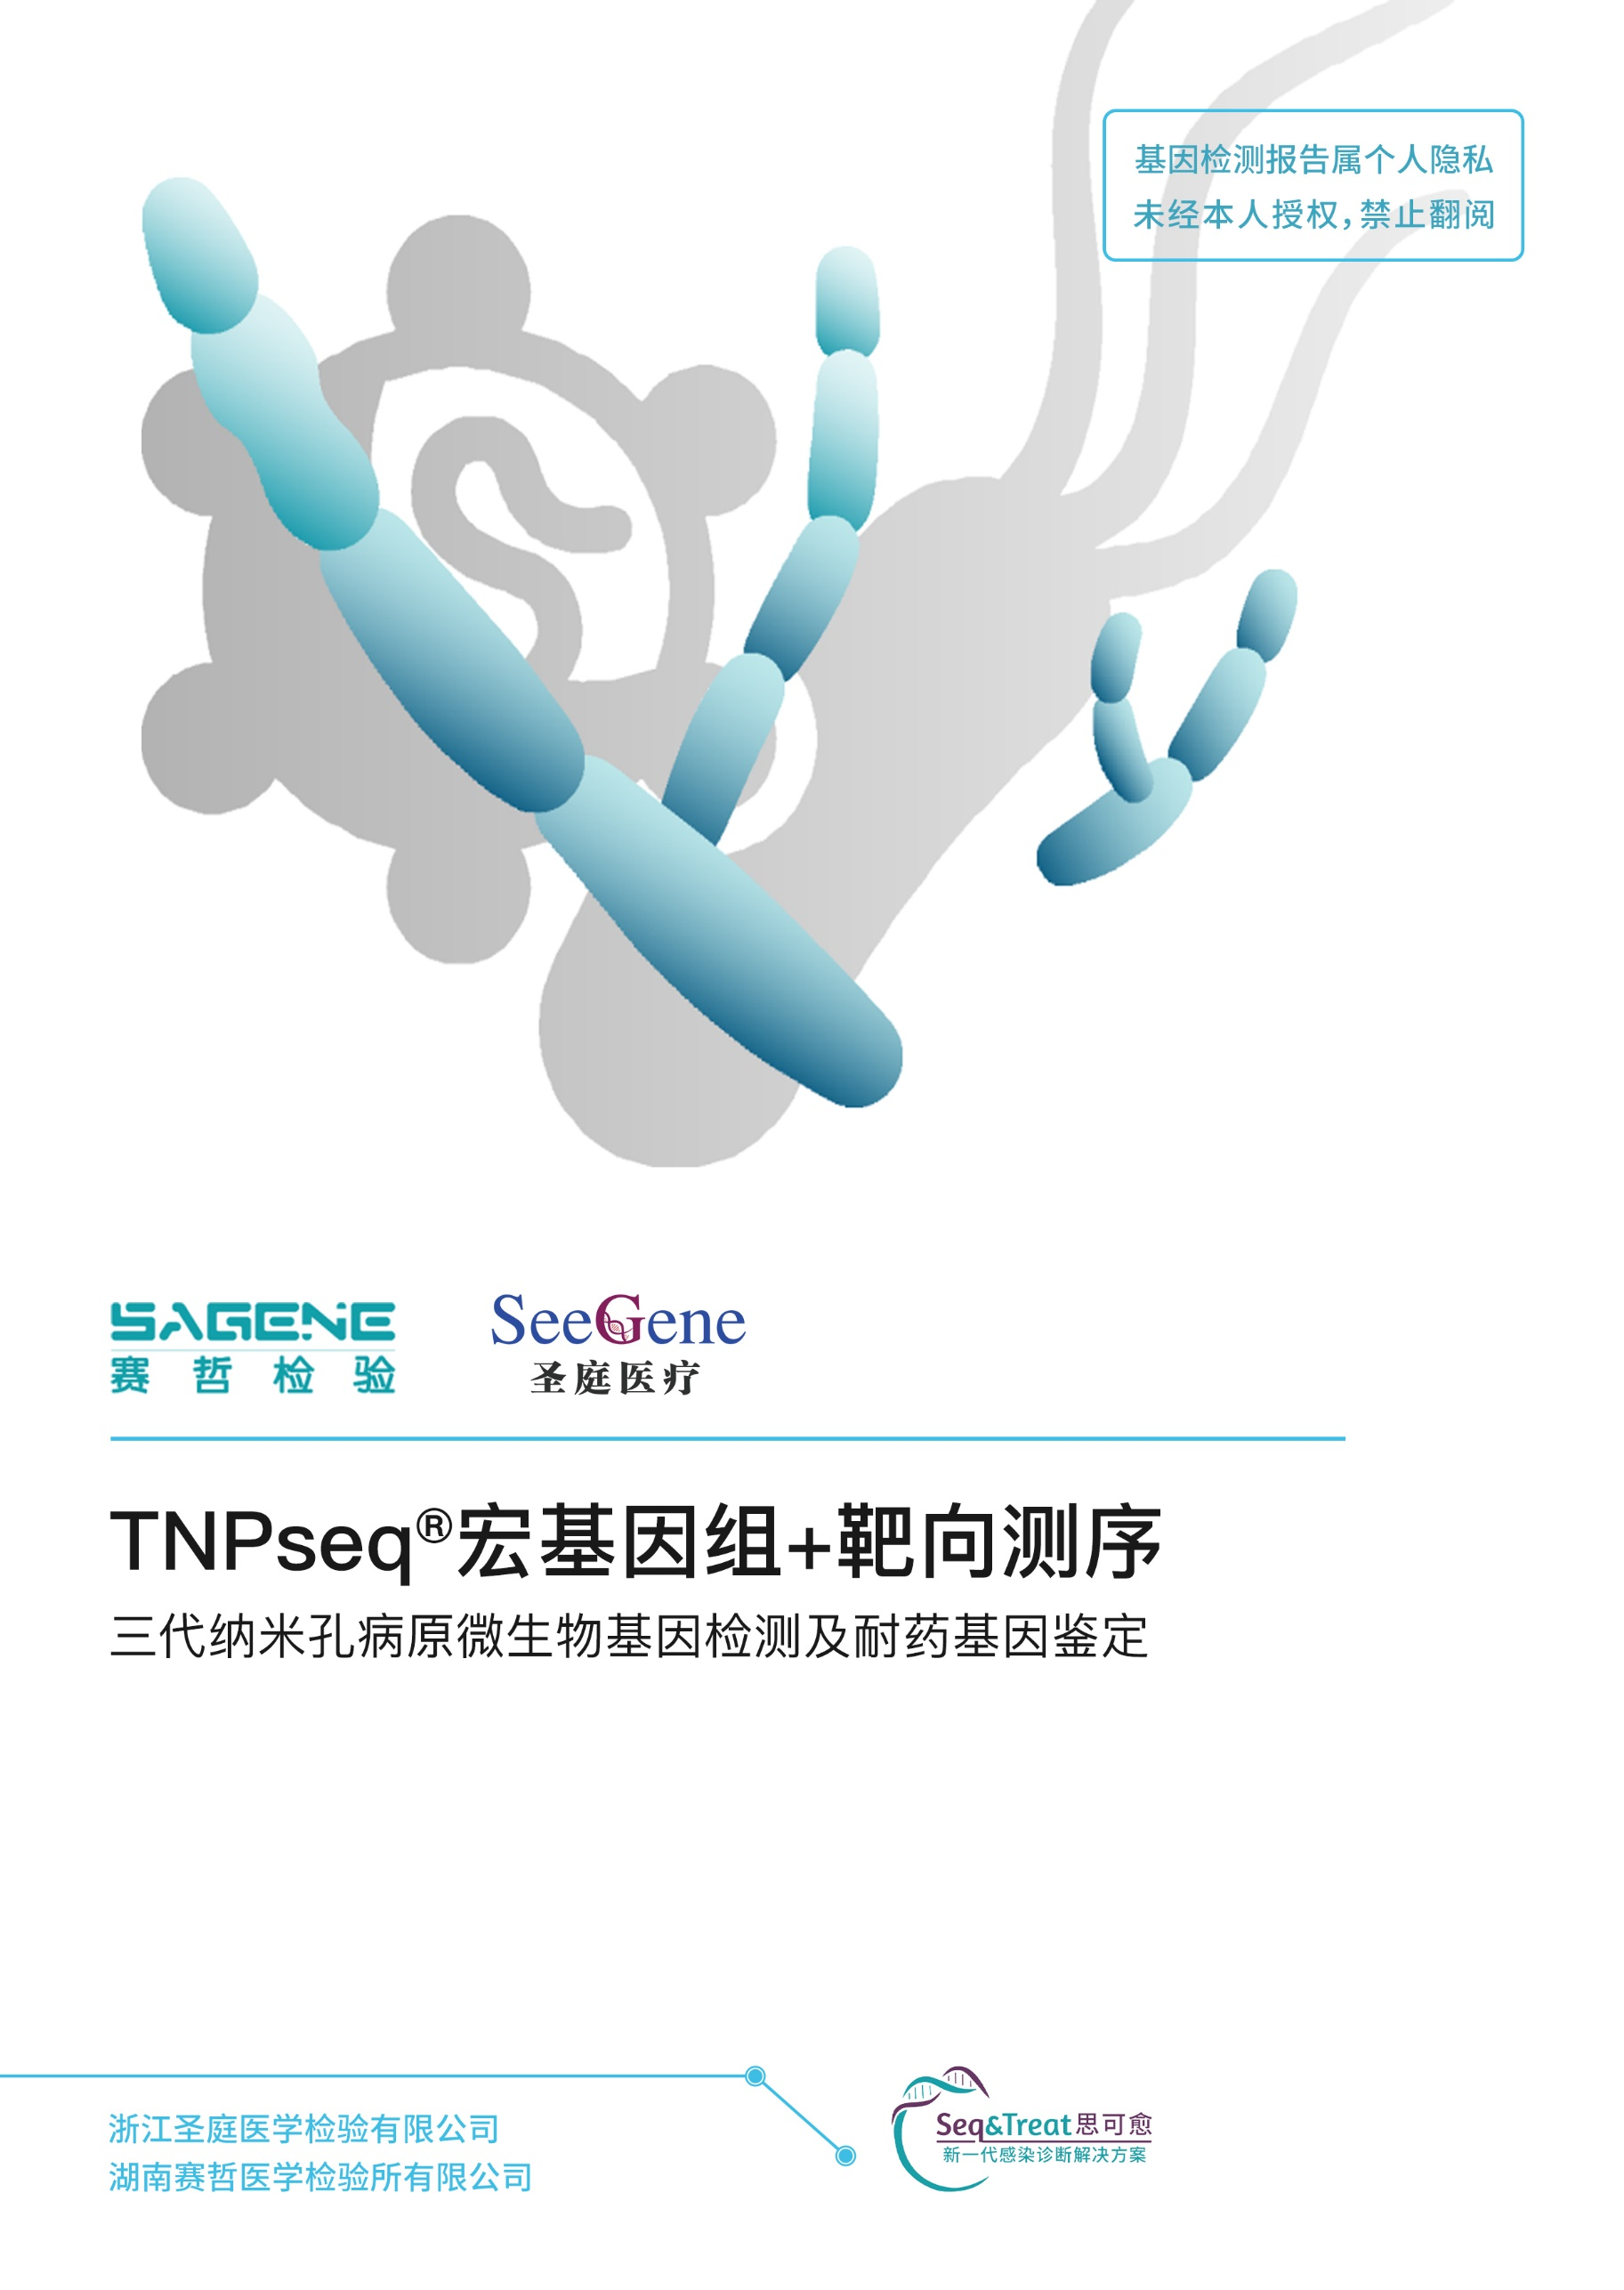 基因检测报告属个人隐私
未经本人授权，禁止翻阅
SAGENE
赛哲检验
SeeGene
圣庭医疗
TNPseq®宏基因组+靶向测序
三代纳米孔病原微生物基因检测及耐药基因鉴定
浙江圣庭医学检验有限公司
湖南赛哲医学检验所有限公司
Seq&Treat思可愈
新一代感染诊断解决方案